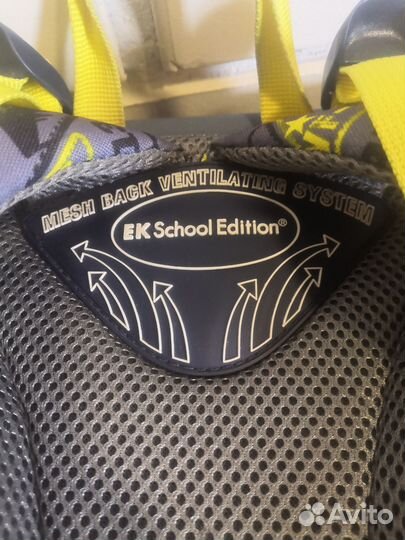 MESH BACK VENTILATING SYSTEM
EK School Edition®
Avito